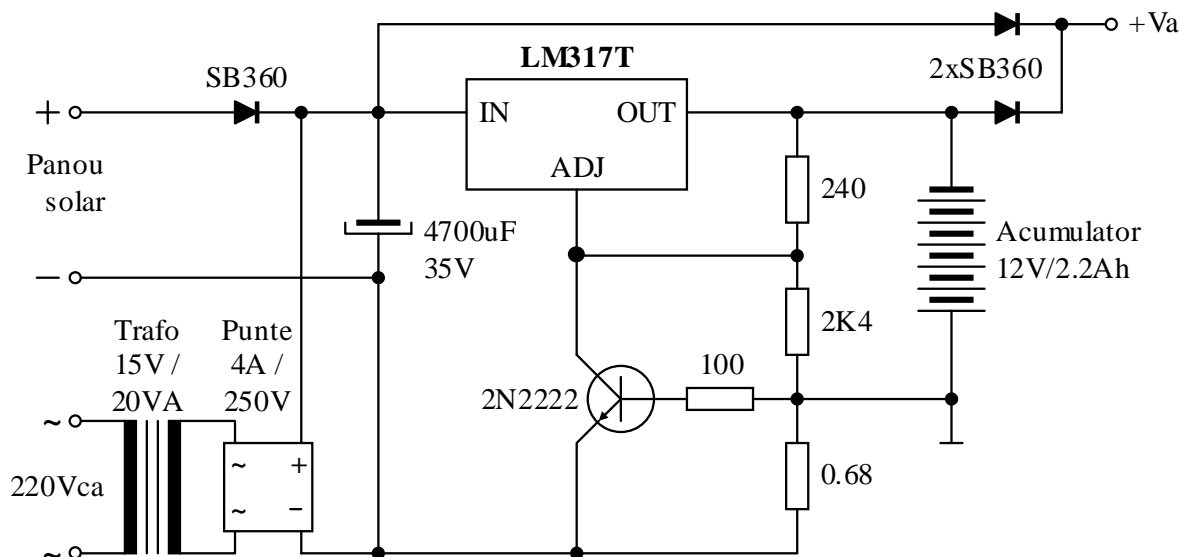 +Va
LM317T
SB360
2xSB360
+
IN
OUT
ADJ
Panou
solar
240
4700uF
35V
Acumulator
12V/2.2Ah
−
Trafo
15V /
20VA
Punte
4A /
250V
2K4
100
2N2222
~
~
+
220Vca
~
−
0.68
~